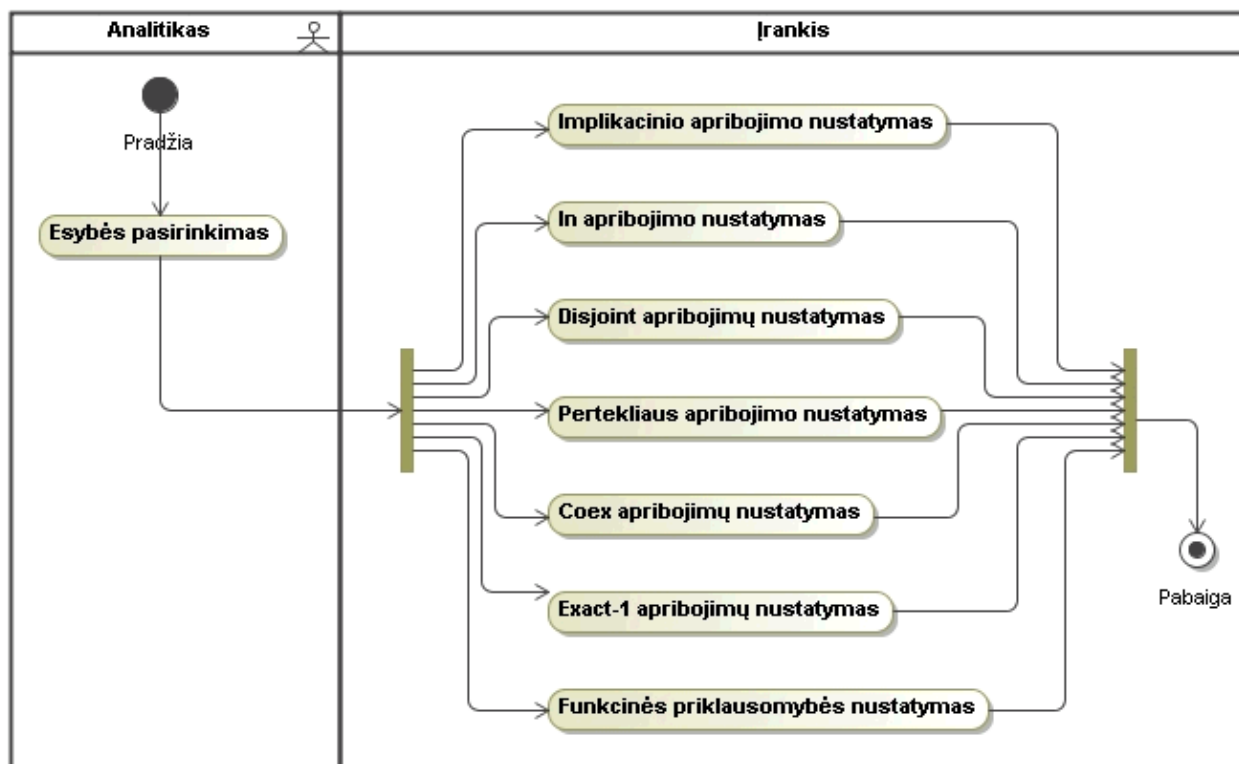 Analitikas
Įrankis
Pradžia
Esybės pasirinkimas
Implikacinio apribojimo nustatymas
In apribojimo nustatymas
Disjoint apribojimų nustatymas
Pertekliaus apribojimo nustatymas
Coex apribojimų nustatymas
Exact-1 apribojimų nustatymas
Funkcinės priklausomybės nustatymas
Pabaiga